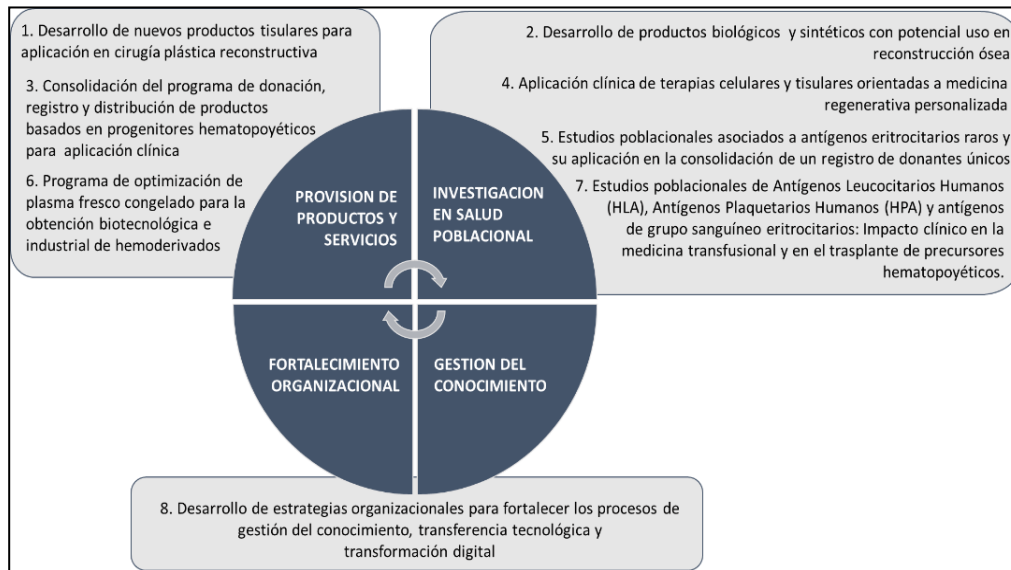 1. Desarrollo de nuevos productos tisulares para
aplicación en cirugía plástica reconstructiva
3. Consolidación del programa de donación,
registro y distribución de productos
basados en progenitores hematopoyéticos
para aplicación clínica
6. Programa de optimización de
plasma fresco congelado para la
obtención biotecnológica e
industrial de hemoderivados
2. Desarrollo de productos biológicos y sintéticos con potencial uso en
reconstrucción ósea
4. Aplicación clínica de terapias celulares y tisulares orientadas a medicina
regenerativa personalizada
5. Estudios poblacionales asociados a antígenos eritrocitarios raros y
su aplicación en la consolidación de un registro de donantes únicos
7. Estudios poblacionales de Antígenos Leucocitarios Humanos
(HLA), Antígenos Plaquetarios Humanos (HPA) y antígenos
de grupo sanguíneo eritrocitarios: Impacto clínico en la
medicina transfusional y en el trasplante de precursores
hematopoyéticos.
PROVISION DE
PRODUCTOS Y
SERVICIOS
INVESTIGACION
EN SALUD
POBLACIONAL
FORTALECIMIENTO
ORGANIZACIONAL
GESTION DEL
CONOCIMIENTO
8. Desarrollo de estrategias organizacionales para fortalecer los procesos de
gestión del conocimiento, transferencia tecnológica y
transformación digital